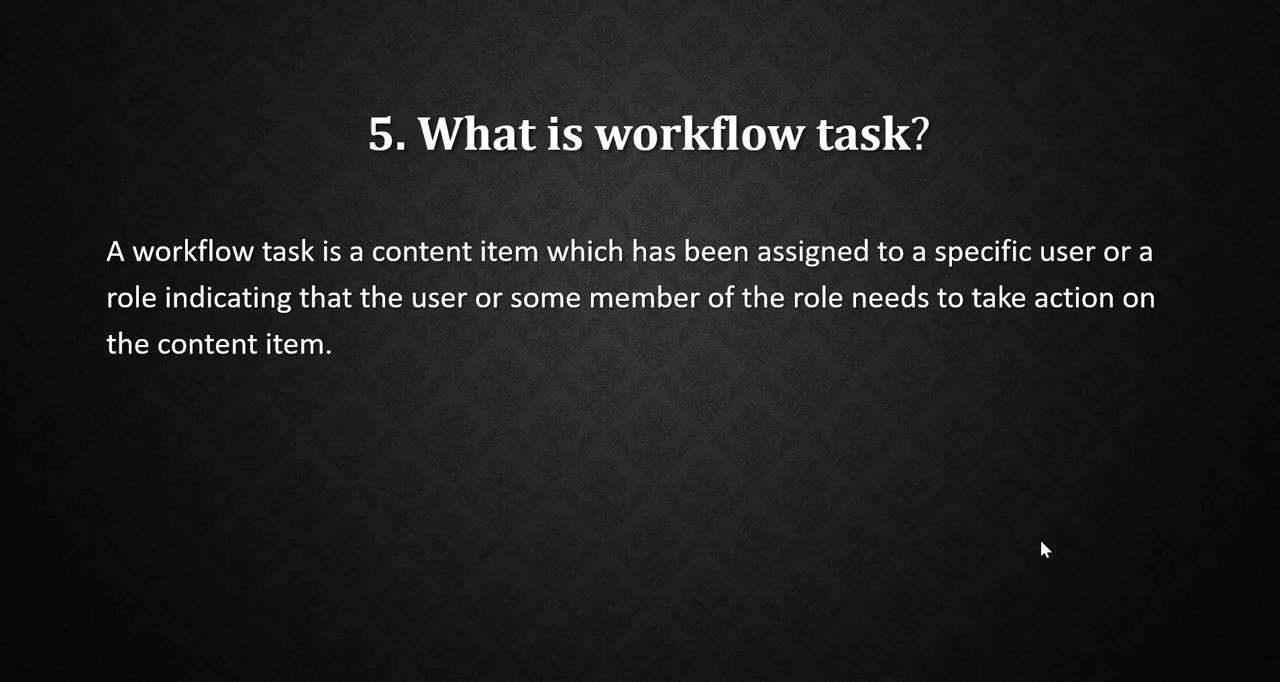 5. What is workflow task?
A workflow task is a content item which has been assigned to a specific user or a
role indicating that the user or some member of the role needs to take action on
the content item.